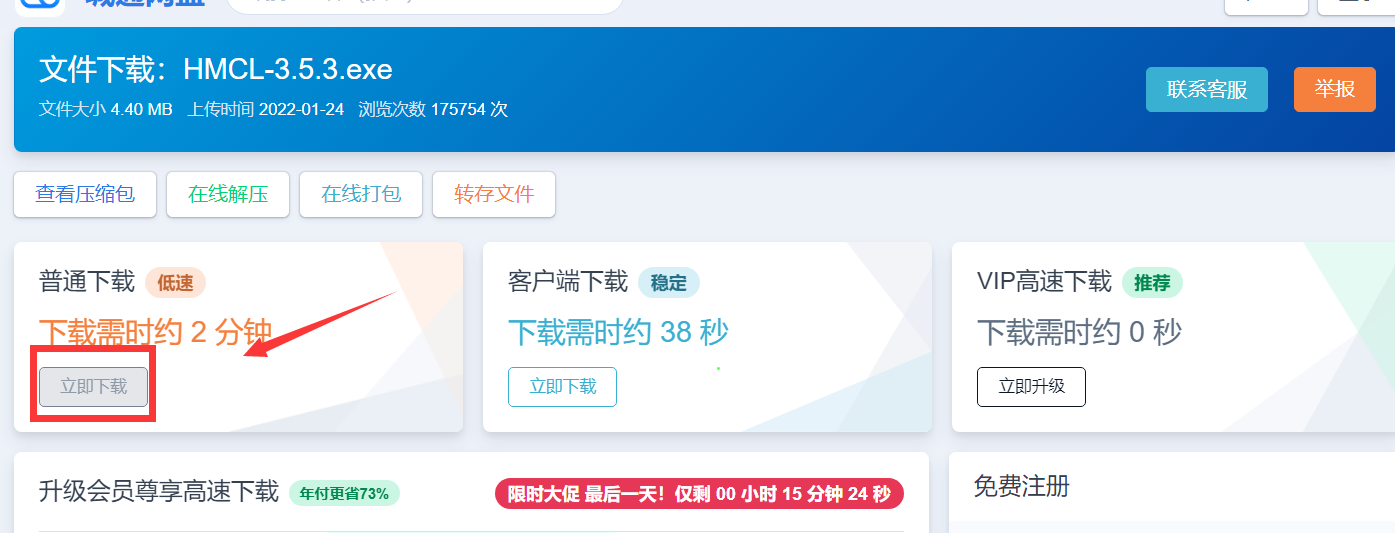 文件下载：HMCL-3.5.3.exe
文件大小 4.40 MB 上传时间 2022-01-24 浏览次数 175754 次
联系客服
举报
查看压缩包
在线解压
在线打包
转存文件
普通下载 低速
下载需时约 2 分钟
立即下载
客户端下载 稳定
下载需时约 38 秒
立即下载
VIP高速下载 推荐
下载需时约 0 秒
立即升级
升级会员尊享高速下载 年付更省73%
限时大促 最后一天！仅剩 00 小时 15 分钟 24 秒
免费注册